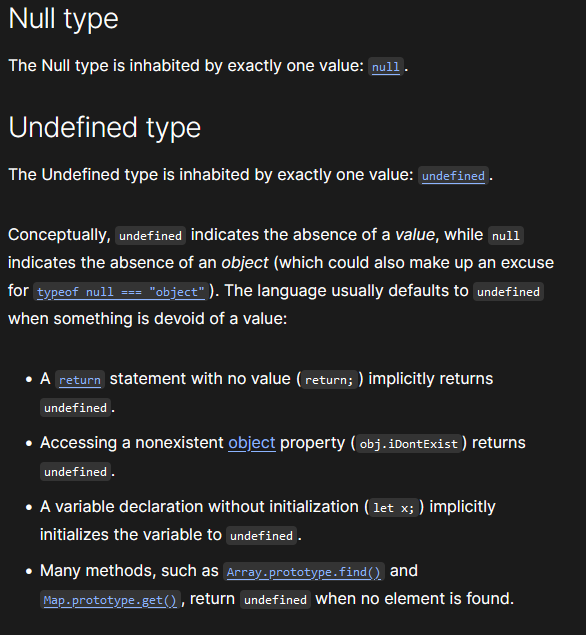 Null type
The Null type is inhabited by exactly one value: null.
Undefined type
The Undefined type is inhabited by exactly one value: undefined.
Conceptually, undefined indicates the absence of a value, while null
indicates the absence of an object (which could also make up an excuse
for typeof null === "object"). The language usually defaults to undefined
when something is devoid of a value:
• A return statement with no value (return;) implicitly returns
undefined.
• Accessing a nonexistent object property (obj.iDontExist) returns
undefined.
• A variable declaration without initialization (let x;) implicitly
initializes the variable to undefined.
• Many methods, such as Array.prototype.find() and
Map.prototype.get(), return undefined when no element is found.